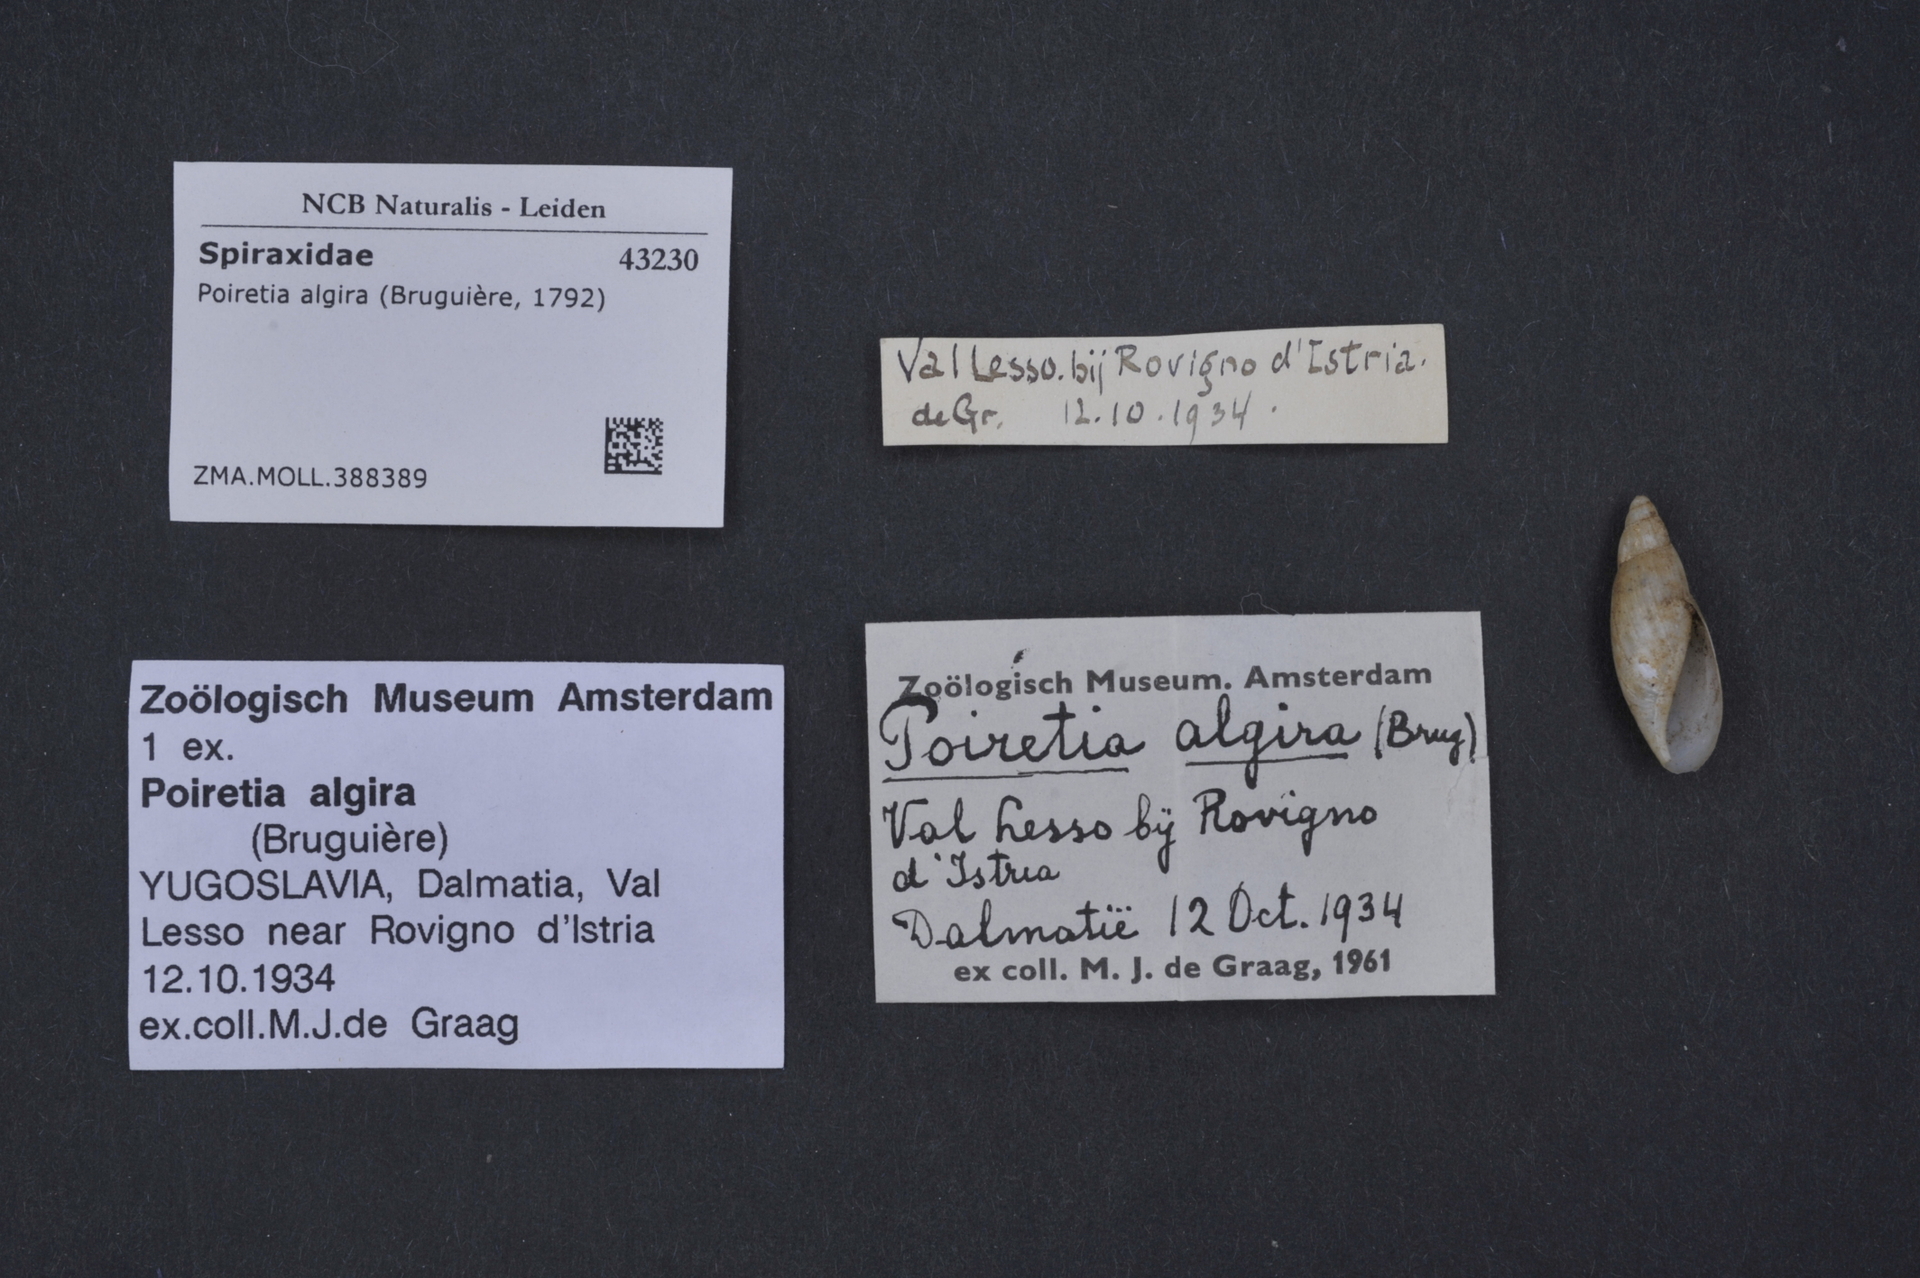 NCB Naturalis - Leiden
Spiraxidae 43230
Poiretia algira (Bruguière, 1792)
ZMA.MOLL.388389
Val Lesso. bij Rovigno d'Istria.
de Gr. 12.10.1934.
Zoölogisch Museum Amsterdam
1 ex.
Poiretia algira
(Bruguière)
YUGOSLAVIA, Dalmatia, Val
Lesso near Rovigno d'Istria
12.10.1934
ex.coll.M.J.de Graag
Zoölogisch Museum. Amsterdam
Poiretia algira (Brug)
Val Lesso bij Rovigno
d'Istria
Dalmatië 12 Oct. 1934
ex coll. M. J. de Graag, 1961